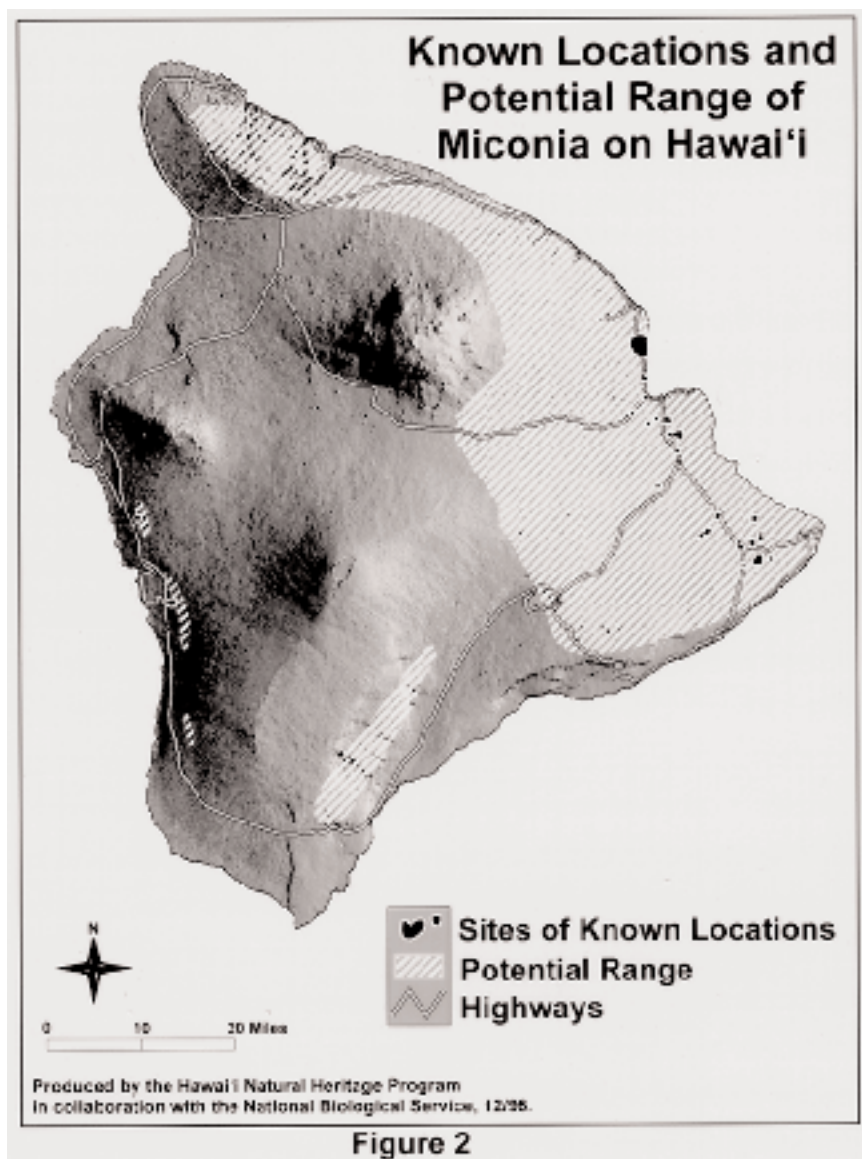 Known Locations and
Potential Range of
Miconia on Hawai‘i
N
0 10 20 Miles
Sites of Known Locations
Potential Range
Highways
Produced by the Hawai'i Natural Heritage Program
in collaboration with the National Biological Service, 12/95.
Figure 2